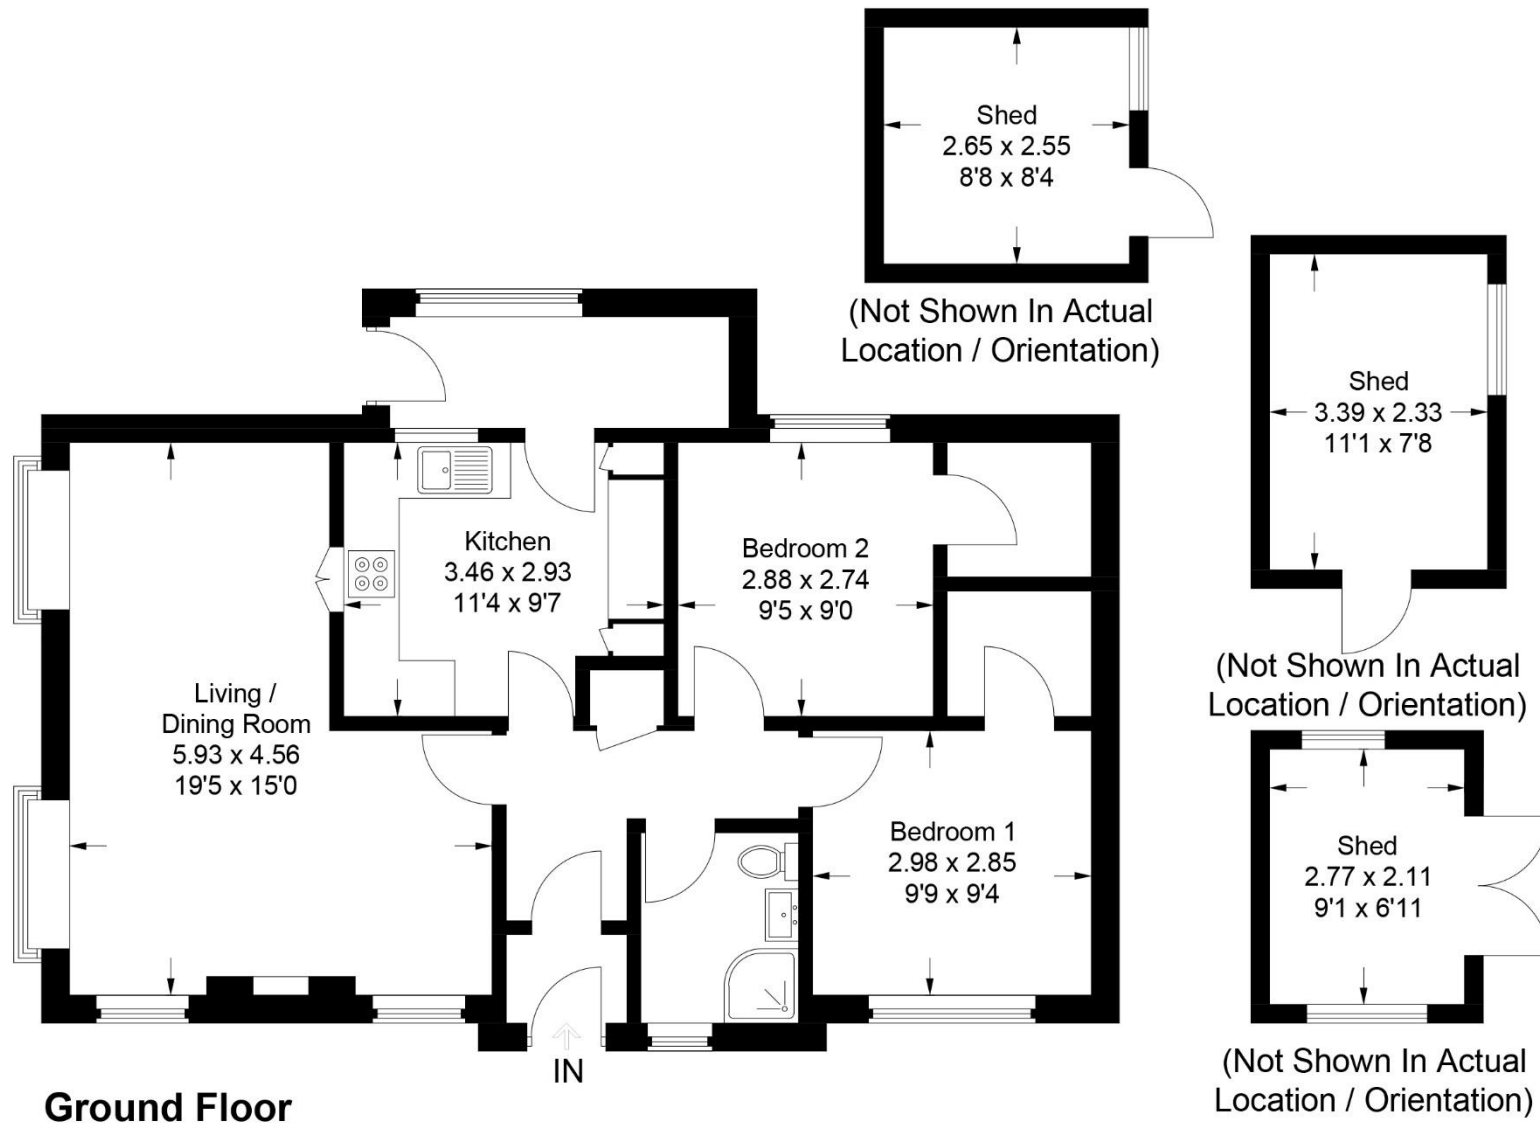 Shed
2.65 x 2.55
8'8 x 8'4
(Not Shown In Actual
Location / Orientation)
Shed
3.39 x 2.33
11'1 x 7'8
(Not Shown In Actual
Location / Orientation)
Kitchen
3.46 x 2.93
11'4 x 9'7
Bedroom 2
2.88 x 2.74
9'5 x 9'0
Living /
Dining Room
5.93 x 4.56
19'5 x 15'0
Bedroom 1
2.98 x 2.85
9'9 x 9'4
Shed
2.77 x 2.11
9'1 x 6'11
(Not Shown In Actual
Location / Orientation)
IN
Ground Floor